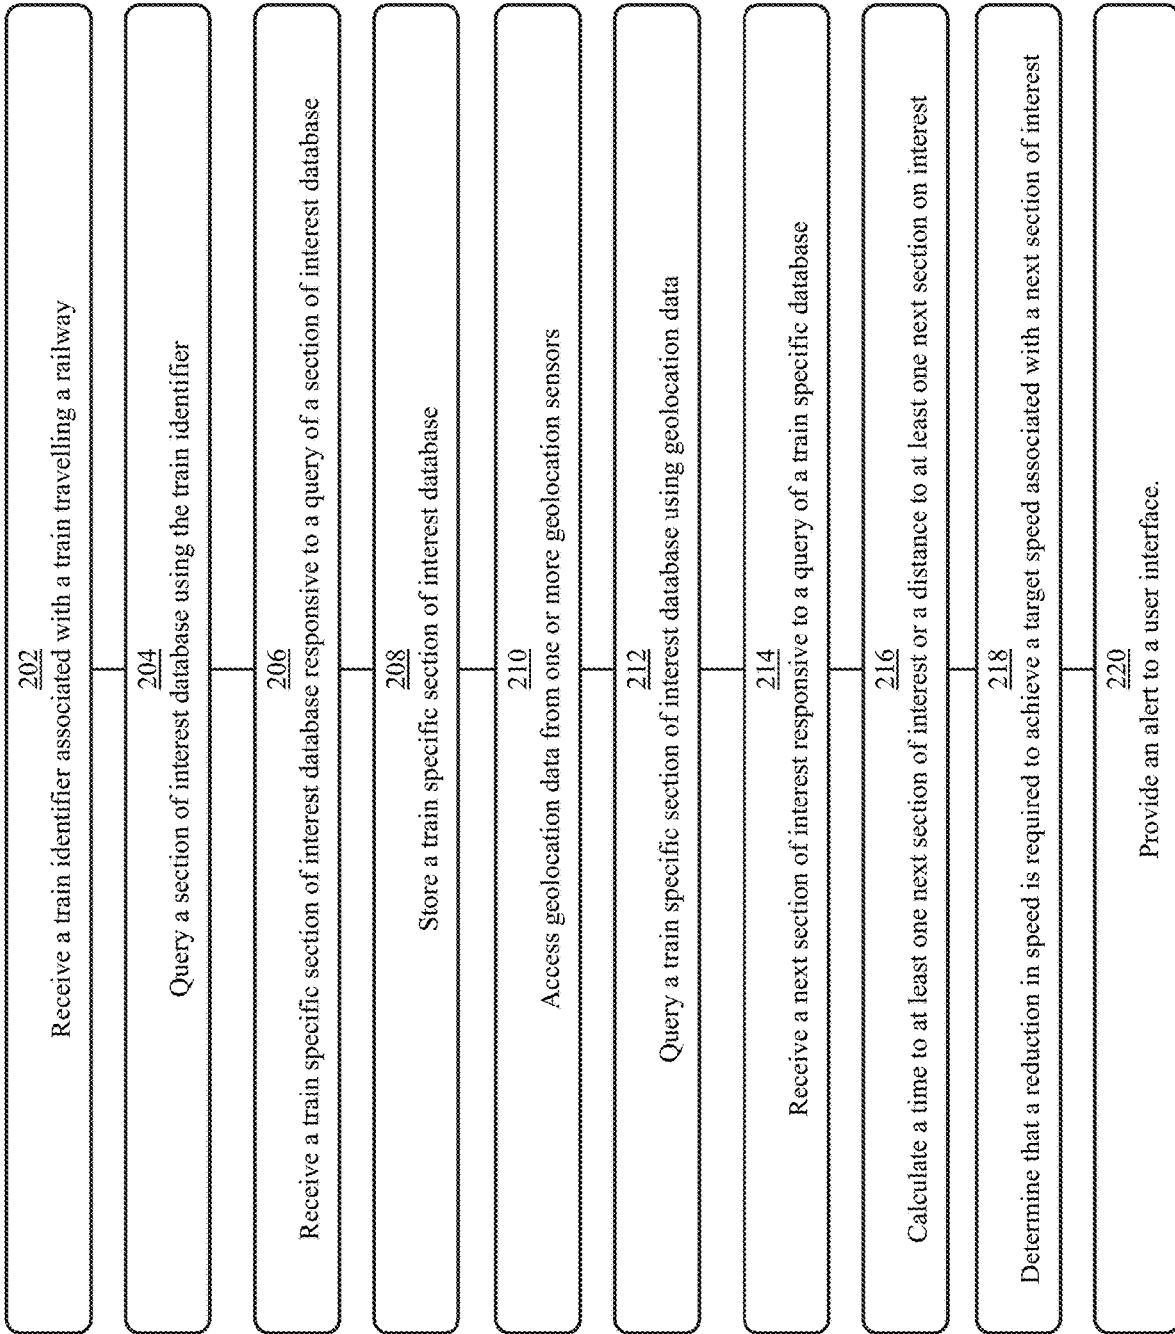 202
Receive a train identifier associated with a train travelling a railway
204
Query a section of interest database using the train identifier
206
Receive a train specific section of interest database responsive to a query of a section of interest database
208
Store a train specific section of interest database
210
Access geolocation data from one or more geolocation sensors
212
Query a train specific section of interest database using geolocation data
214
Receive a next section of interest responsive to a query of a train specific database
216
Calculate a time to at least one next section of interest or a distance to at least one next section on interest
218
Determine that a reduction in speed is required to achieve a target speed associated with a next section of interest
220
Provide an alert to a user interface.